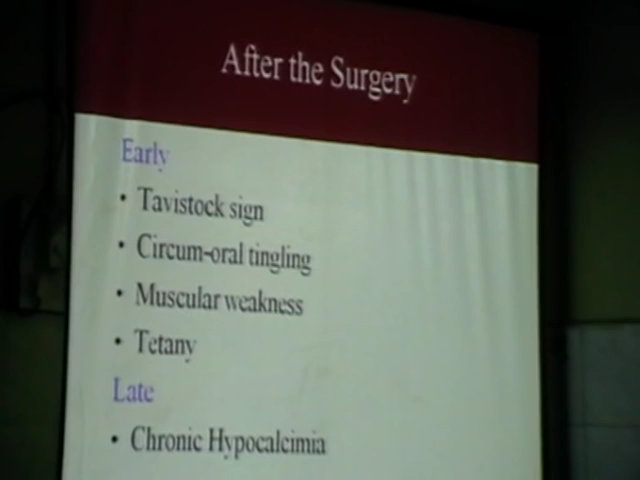 After the Surgery
Early
• Tavistock sign
• Circum-oral tingling
• Muscular weakness
• Tetany
Late
• Chronic Hypocalcimia